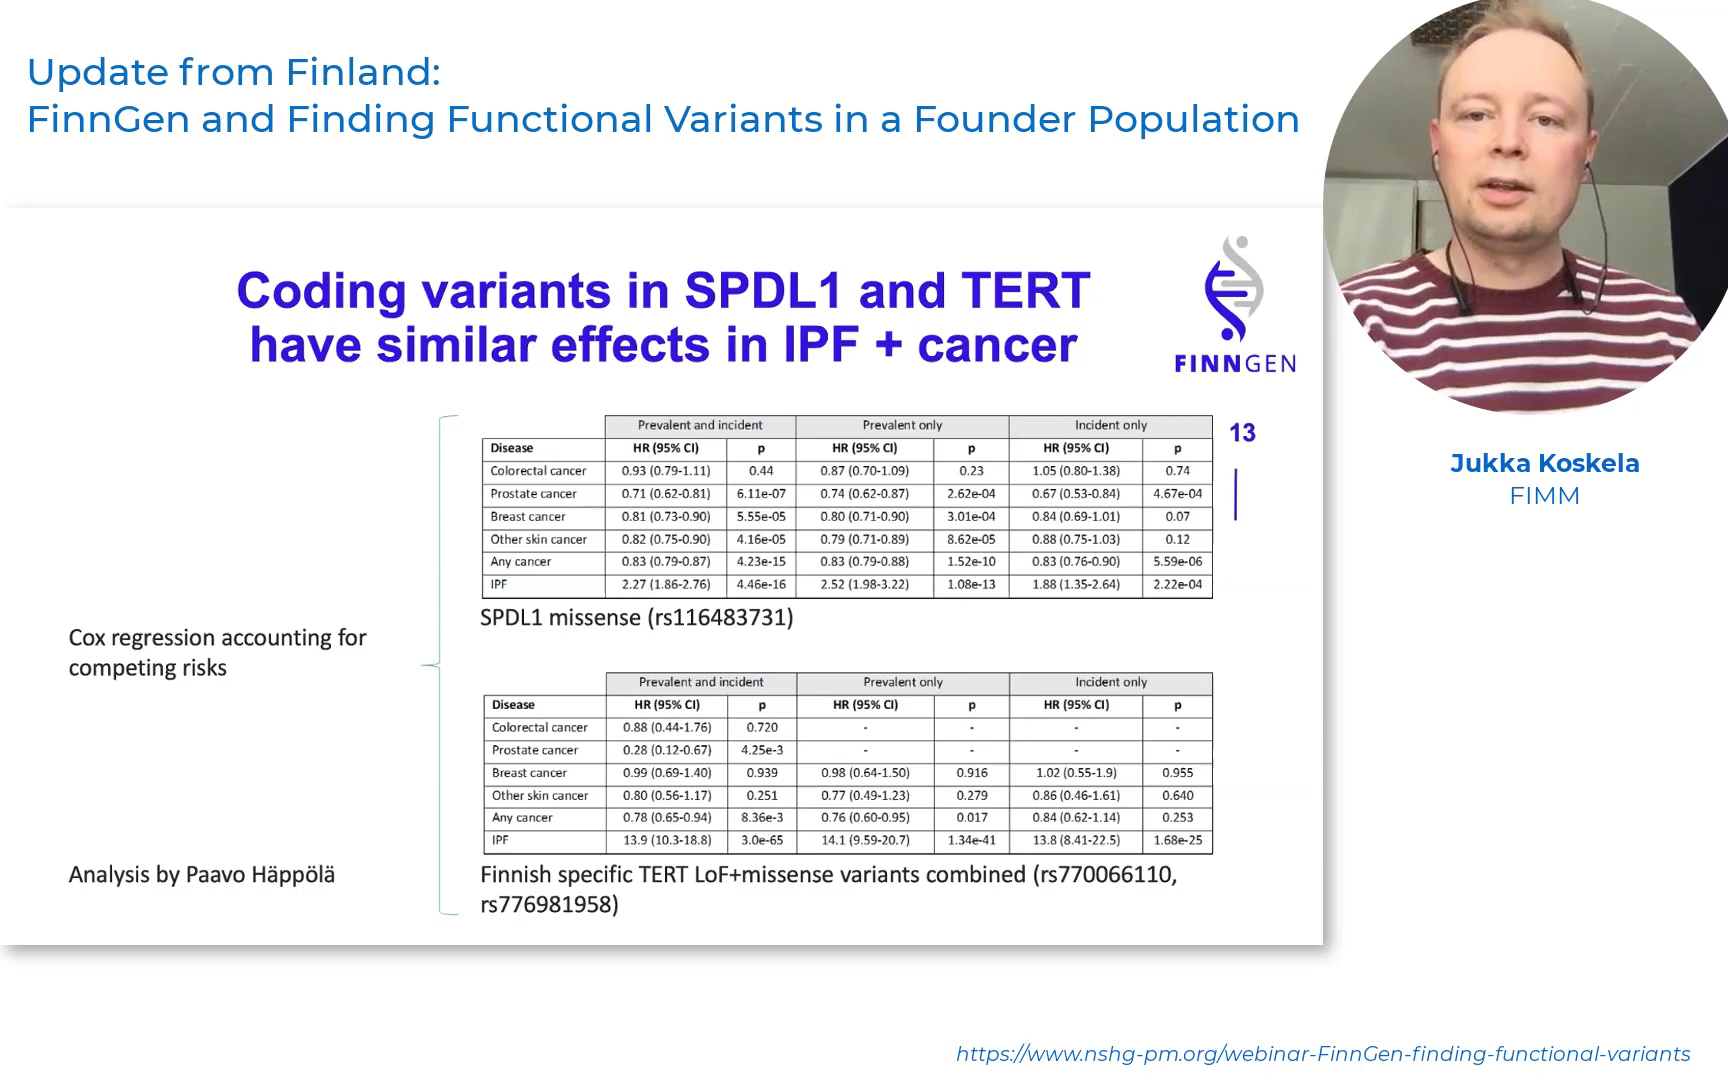 Update from Finland:
FinnGen and Finding Functional Variants in a Founder Population
Coding variants in SPDL1 and TERT
have similar effects in IPF + cancer
FINNGEN
13
Prevalent and incident Prevalent only Incident only
Disease HR (95% CI) p HR (95% CI) p HR (95% CI) p
Colorectal cancer 0.93 (0.79-1.11) 0.44 0.87 (0.70-1.09) 0.23 1.05 (0.80-1.38) 0.74
Prostate cancer 0.71 (0.62-0.81) 6.11e-07 0.74 (0.62-0.87) 2.62e-04 0.67 (0.53-0.84) 4.67e-04
Breast cancer 0.81 (0.73-0.90) 5.55e-05 0.80 (0.71-0.90) 3.01e-04 0.84 (0.69-1.01) 0.07
Other skin cancer 0.82 (0.75-0.90) 4.16e-05 0.79 (0.71-0.89) 8.62e-05 0.88 (0.75-1.03) 0.12
Any cancer 0.83 (0.79-0.87) 4.23e-15 0.83 (0.79-0.88) 1.52e-10 0.83 (0.76-0.90) 5.59e-06
IPF 2.27 (1.86-2.76) 4.46e-16 2.52 (1.98-3.22) 1.08e-13 1.88 (1.35-2.64) 2.22e-04
SPDL1 missense (rs116483731)
Cox regression accounting for
competing risks
Prevalent and incident Prevalent only Incident only
Disease HR (95% CI) p HR (95% CI) p HR (95% CI) p
Colorectal cancer 0.88 (0.44-1.76) 0.720 - - - -
Prostate cancer 0.28 (0.12-0.67) 4.25e-3 - - - -
Breast cancer 0.99 (0.69-1.40) 0.939 0.98 (0.64-1.50) 0.916 1.02 (0.55-1.9) 0.955
Other skin cancer 0.80 (0.56-1.17) 0.251 0.77 (0.49-1.23) 0.279 0.86 (0.46-1.61) 0.640
Any cancer 0.78 (0.65-0.94) 8.36e-3 0.76 (0.60-0.95) 0.017 0.84 (0.62-1.14) 0.253
IPF 13.9 (10.3-18.8) 3.0e-65 14.1 (9.59-20.7) 1.34e-41 13.8 (8.41-22.5) 1.68e-25
Analysis by Paavo Häppölä
Finnish specific TERT LoF+missense variants combined (rs770066110,
rs776981958)
Jukka Koskela
FIMM
https://www.nshg-pm.org/webinar-FinnGen-finding-functional-variants